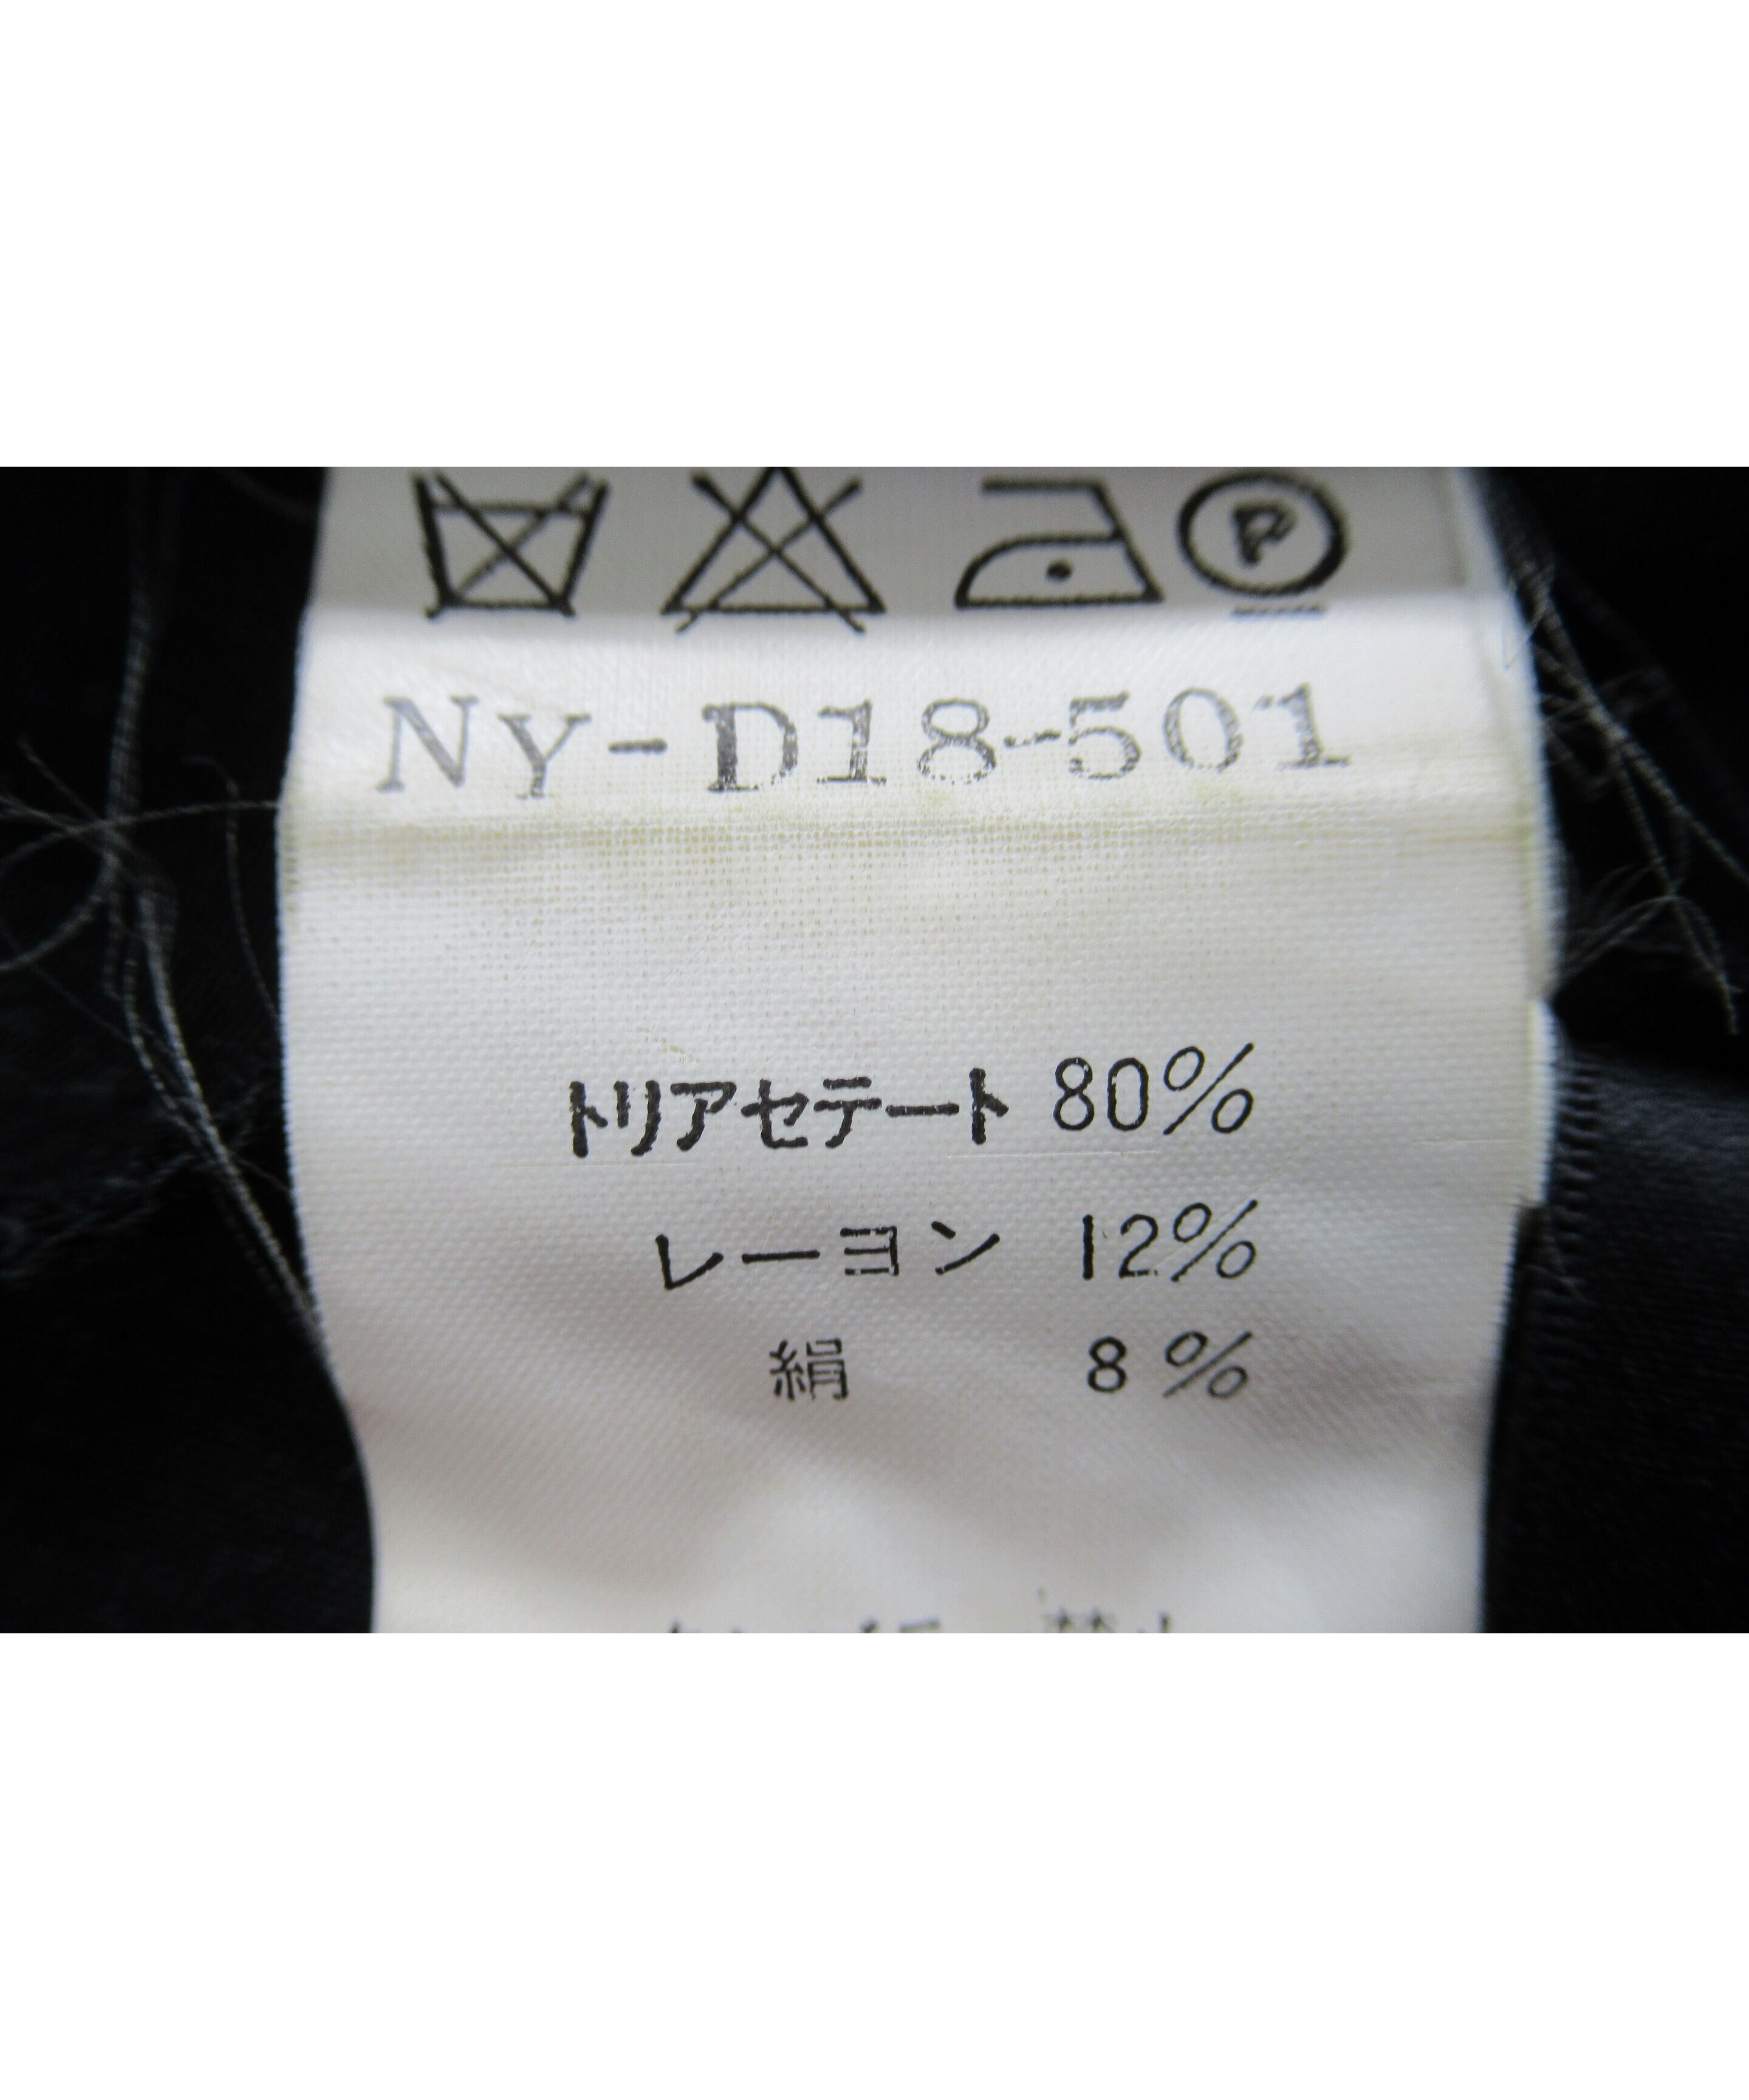 P
NY-D18-501
トリアセテート 80%
レーヨン 12%
絹 8%